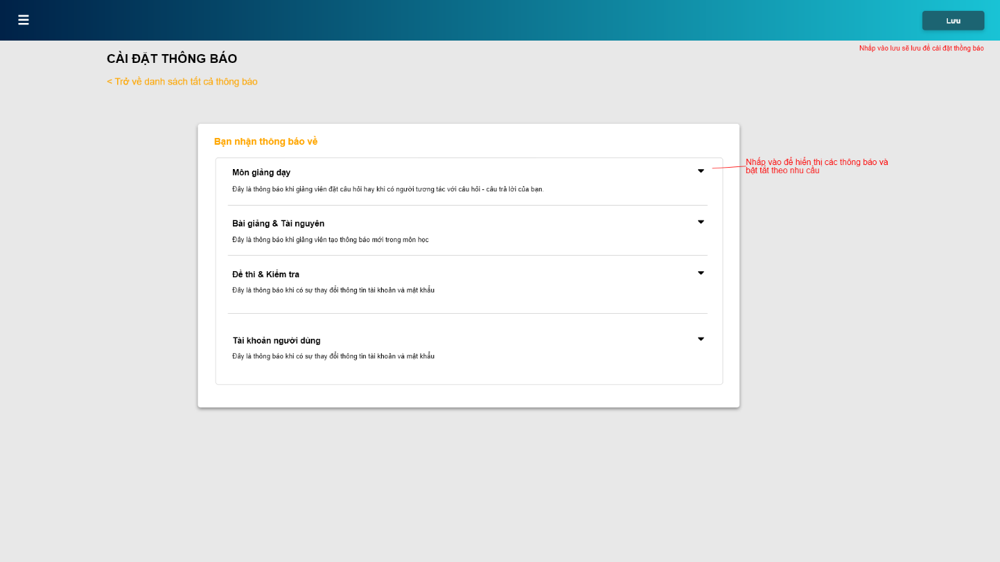 Lưu
Nhấp vào lưu sẽ lưu để cài đặt thông báo
CÀI ĐẶT THÔNG BÁO
< Trở về danh sách tất cả thông báo
Bạn nhận thông báo về
Môn giảng dạy
Đây là thông báo khi giảng viên đặt câu hỏi hay khi có người tương tác với câu hỏi - câu trả lời của bạn.
Nhấp vào để hiển thị các thông báo và
bật tắt theo nhu cầu
Bài giảng & Tài nguyên
Đây là thông báo khi giảng viên tạo thông báo mới trong môn học
Đề thi & Kiểm tra
Đây là thông báo khi có sự thay đổi thông tin tài khoản và mật khẩu
Tài khoản người dùng
Đây là thông báo khi có sự thay đổi thông tin tài khoản và mật khẩu